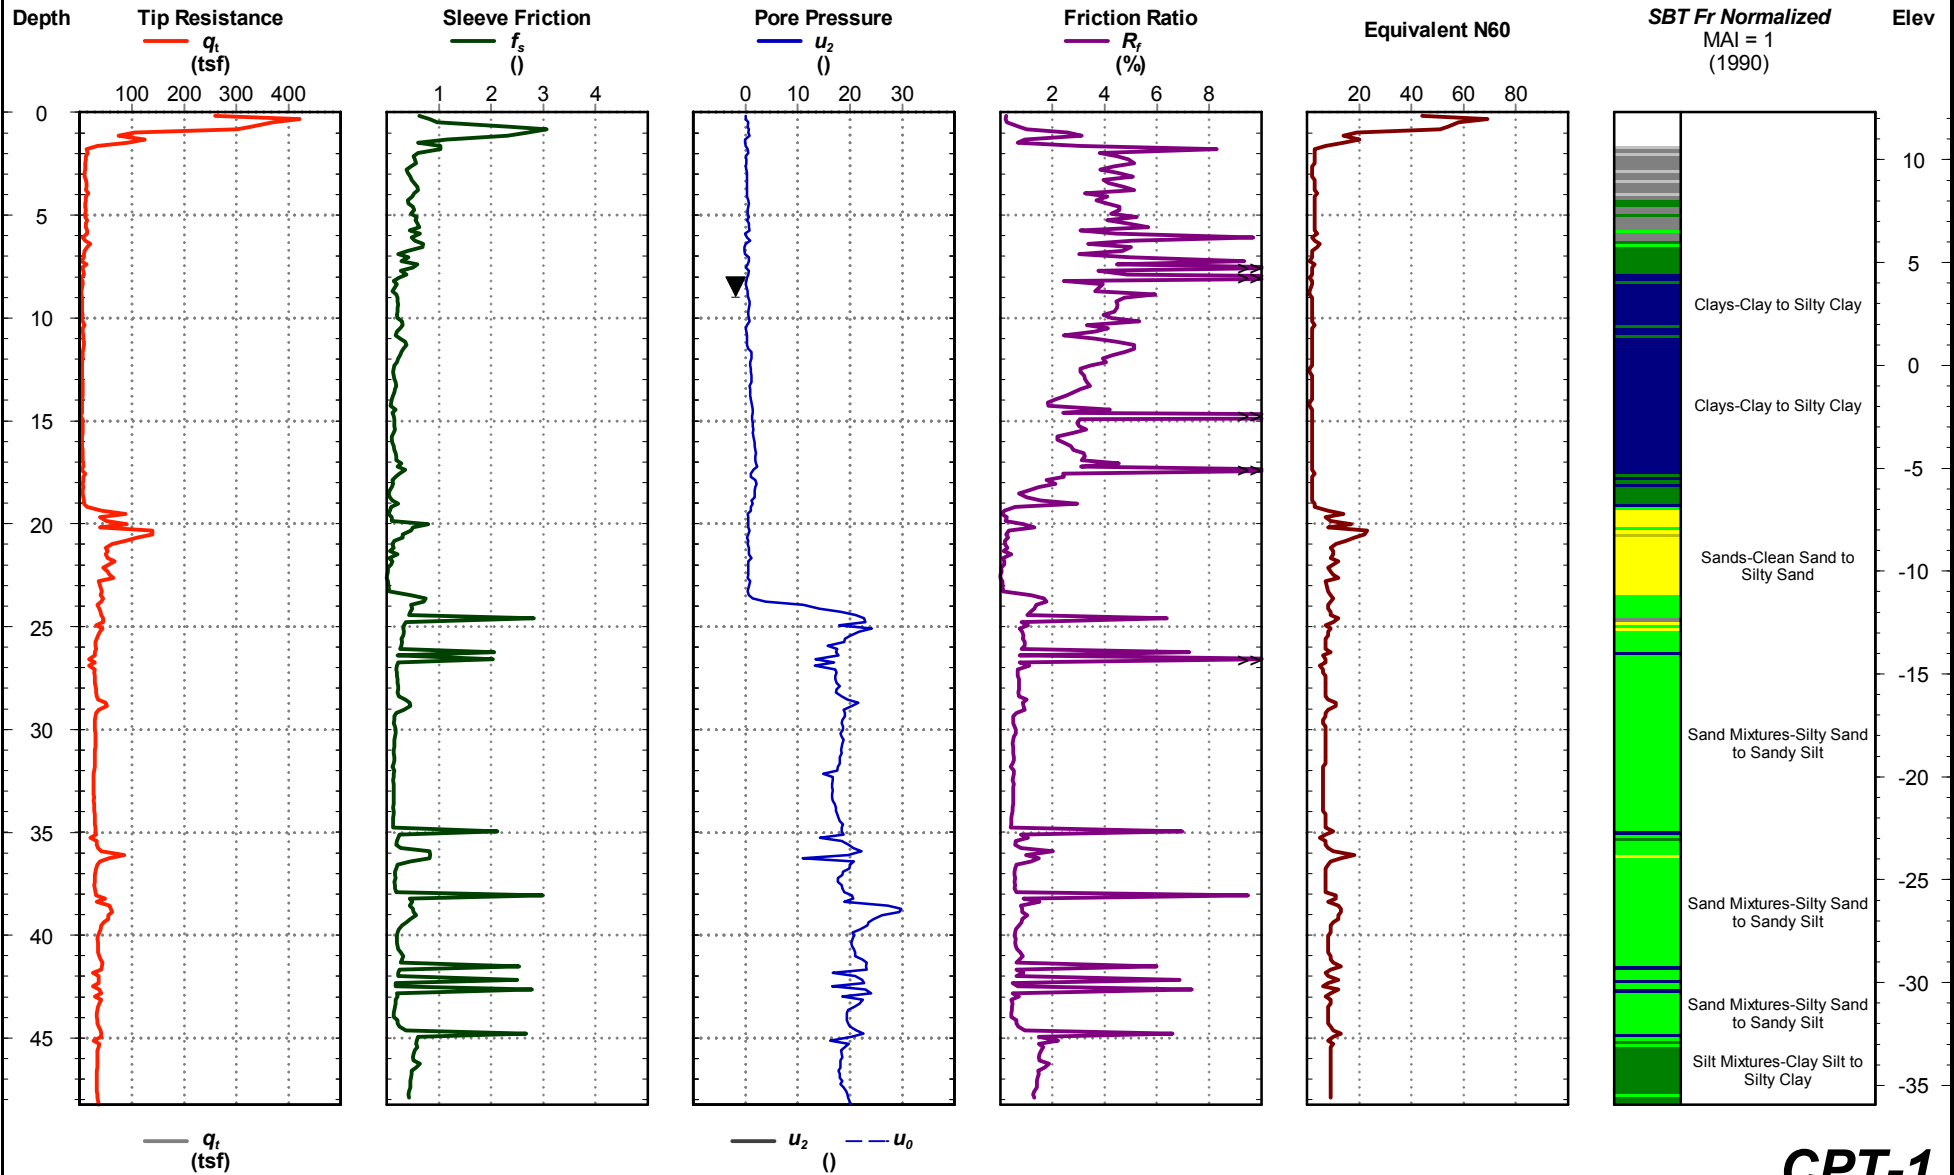 Depth Tip Resistance Sleeve Friction Pore Pressure Friction Ratio Equivalent N60 SBT Fr Normalized Elev
qt fs u2 Rf MAI = 1
(tsf) () () (%) (1990)
100 200 300 400 1 2 3 4 0 10 20 30 2 4 6 8 20 40 60 80
0
10
5
5
>>
>>
Clays-Clay to Silty Clay
10
0
Clays-Clay to Silty Clay
>>
15
>>
-5
20
Sands-Clean Sand to
Silty Sand
-10
25
>>
-15
30
Sand Mixtures-Silty Sand
to Sandy Silt
-20
35
-25
Sand Mixtures-Silty Sand
to Sandy Silt
40
-30
Sand Mixtures-Silty Sand
to Sandy Silt
45
Silt Mixtures-Clay Silt to
Silty Clay
-35
qt u2 u0
(tsf) ()
CPT-1